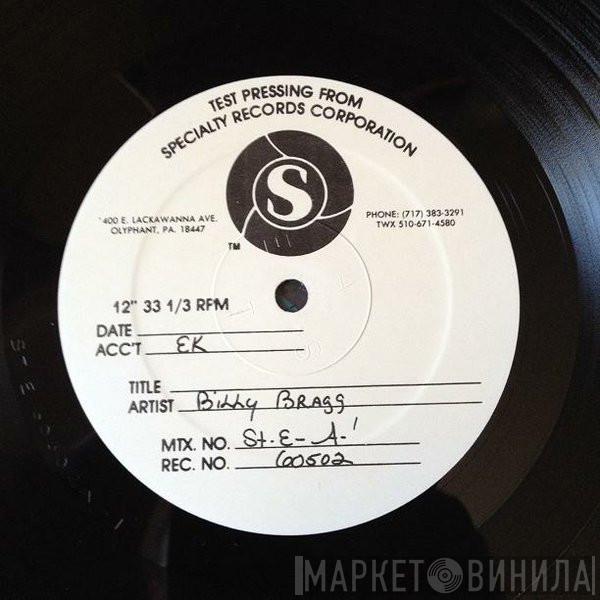 TEST PRESSING FROM
SPECIALTY RECORDS CORPORATION
S
400 E. LACKAWANNA AVE.
OLYPHANT, PA. 18447
PHONE: (717) 383-3291
TWX 510-671-4580
TM
12" 33 1/3 RPM
DATE
ACC'T EK
TITLE
ARTIST Billy Bragg
MTX. NO. St-E-A-1
REC. NO. 60502
МАРКЕТ ВИНИЛА